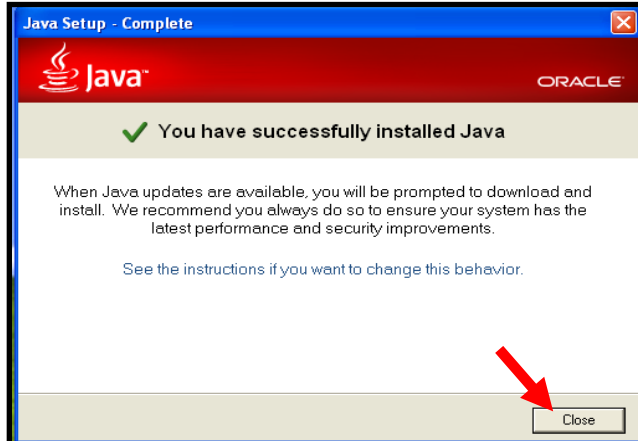 Java Setup - Complete
Java™
ORACLE®
You have successfully installed Java
When Java updates are available, you will be prompted to download and
install. We recommend you always do so to ensure your system has the
latest performance and security improvements.
See the instructions if you want to change this behavior.
Close